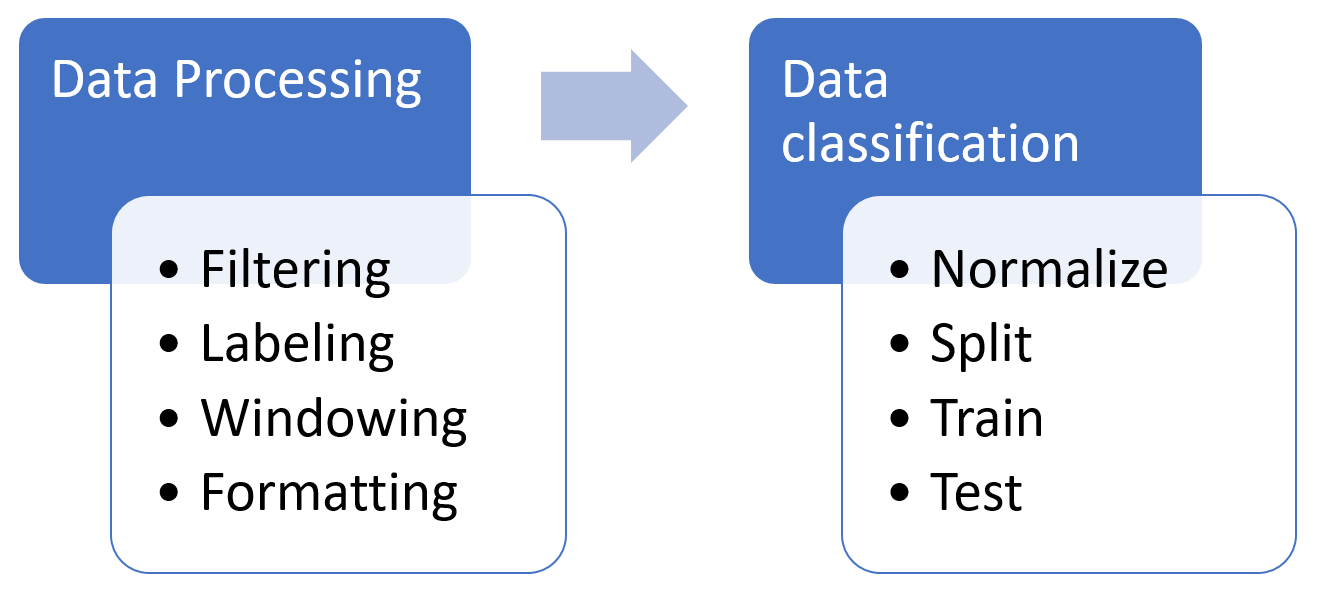 Data Processing
• Filtering
• Labeling
• Windowing
• Formatting
Data
classification
• Normalize
• Split
• Train
• Test